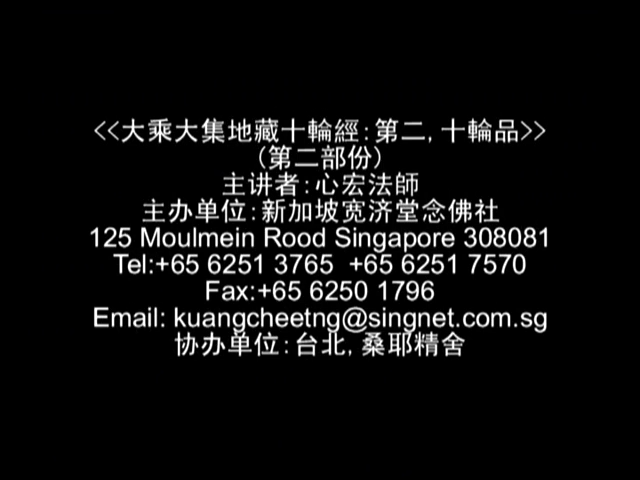 <<大乘大集地藏十輪經:第二,十輪品>>
(第二部份)
主讲者:心宏法師
主办单位:新加坡宽济堂念佛社
125 Moulmein Rood Singapore 308081
Tel:+65 6251 3765  +65 6251 7570
Fax:+65 6250 1796
Email: kuangcheetng@singnet.com.sg
协办单位:台北,桑耶精舍